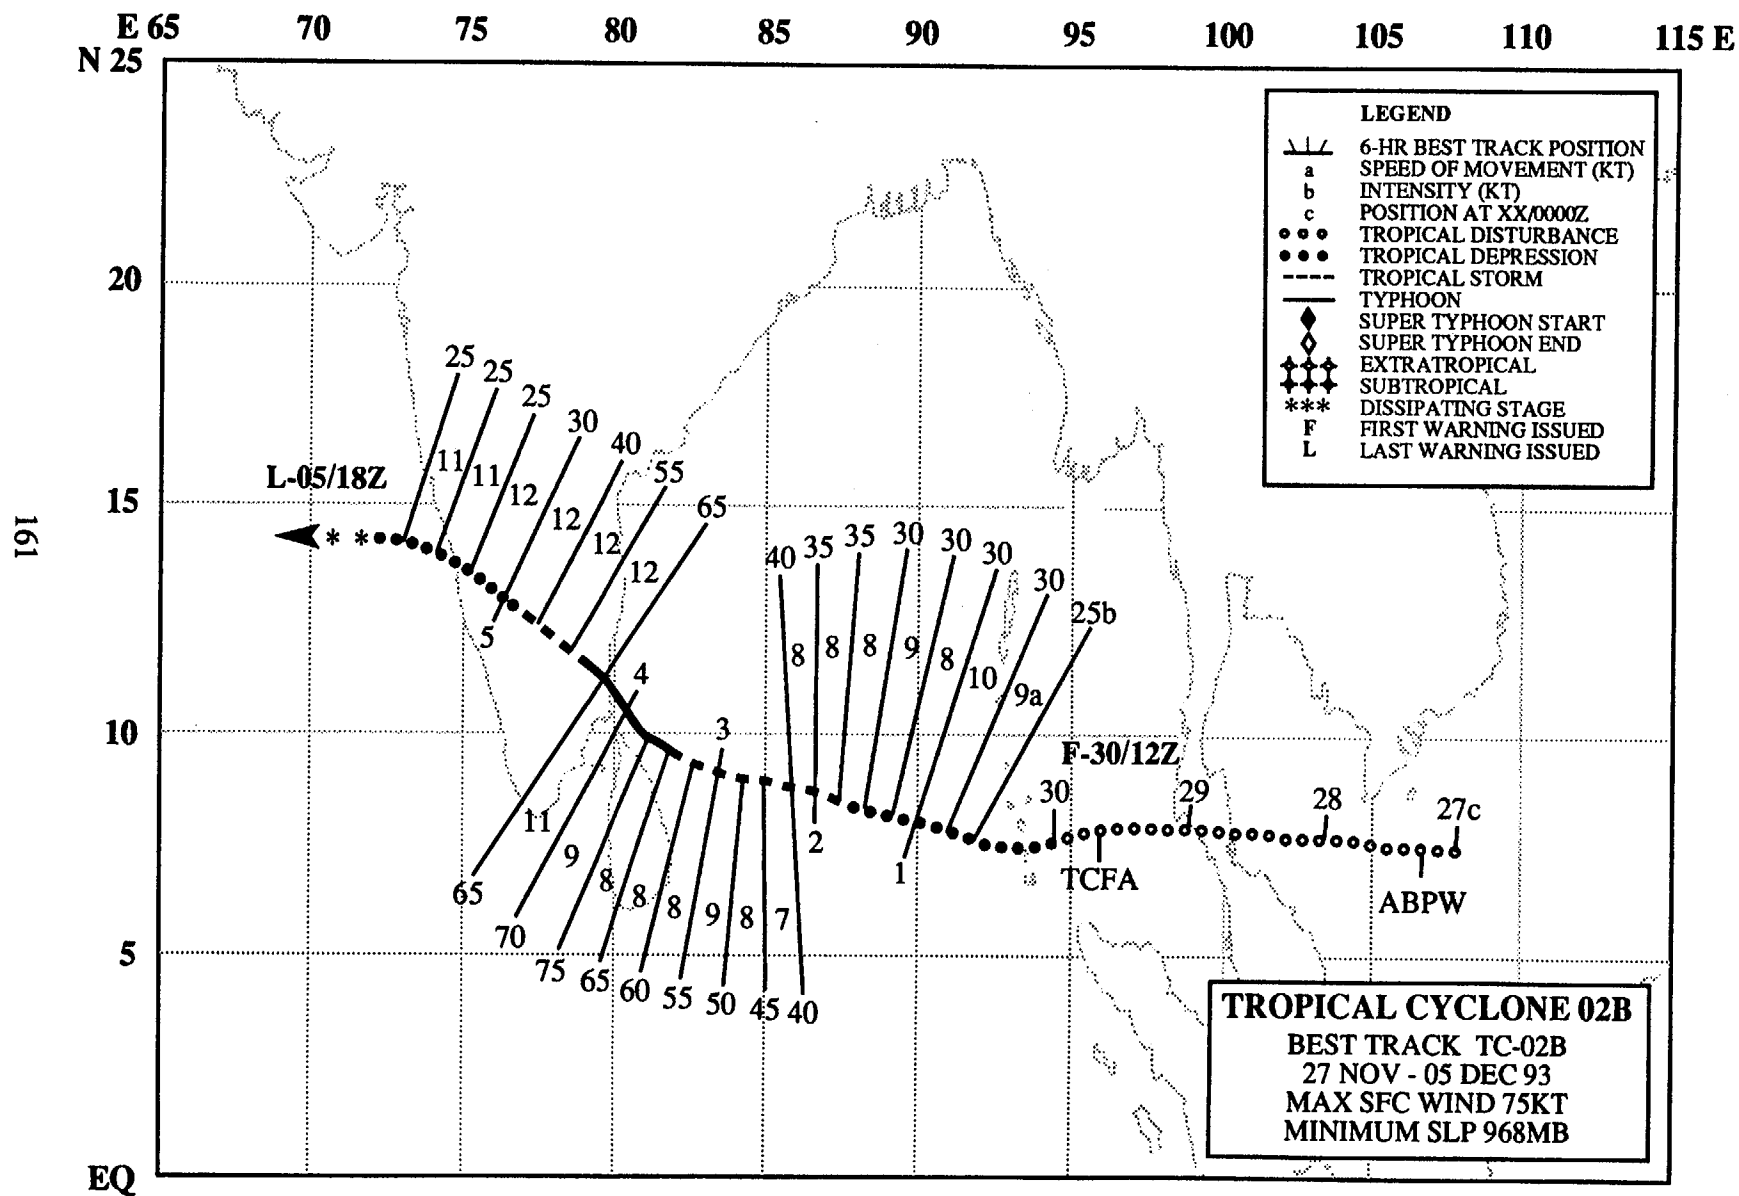 E 65 70 75 80 85 90 95 100 105 110 115 E
N 25
20
15
10
5
EQ
161
LEGEND
6-HR BEST TRACK POSITION
a SPEED OF MOVEMENT (KT)
b INTENSITY (KT)
c POSITION AT XX/0000Z
TROPICAL DISTURBANCE
TROPICAL DEPRESSION
TROPICAL STORM
TYPHOON
SUPER TYPHOON START
SUPER TYPHOON END
EXTRATROPICAL
SUBTROPICAL
*** DISSIPATING STAGE
F FIRST WARNING ISSUED
L LAST WARNING ISSUED
25 25 25 30 40 55 65
11 11 12 12 12 12
L-05/18Z
* *
5
4
3
40 35 35 30 30 30 30 25b
8 8 8 9 8 10 9a
F-30/12Z
2
1
30
29
28
27c
TCFA
ABPW
11 9 8 8 8 9 8 7
65 70 75 65 60 55 50 45 40
TROPICAL CYCLONE 02B
BEST TRACK TC-02B
27 NOV - 05 DEC 93
MAX SFC WIND 75KT
MINIMUM SLP 968MB